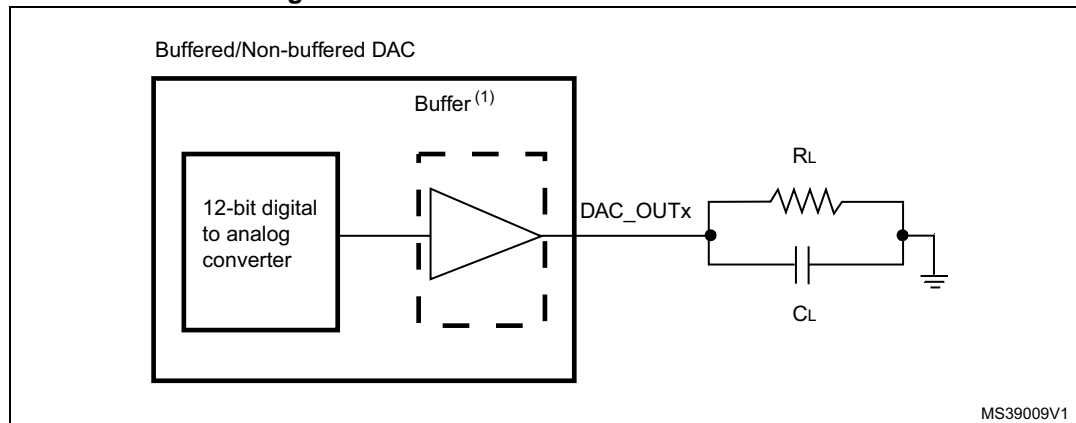 Buffered/Non-buffered DAC
Buffer (1)
12-bit digital
to analog
converter
DAC_OUTx
RL
CL
MS39009V1